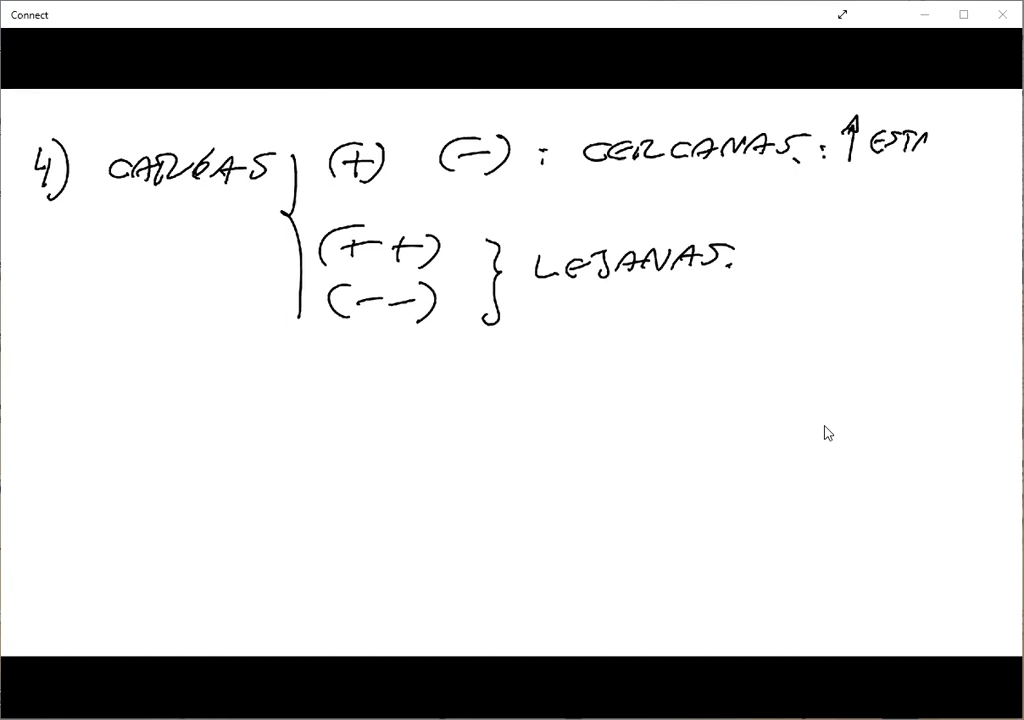 Connect
4) CARGAS { (+) (-) : CERCANAS. : ↑ ESTA
(+ +)
(- -) } LEJANAS.